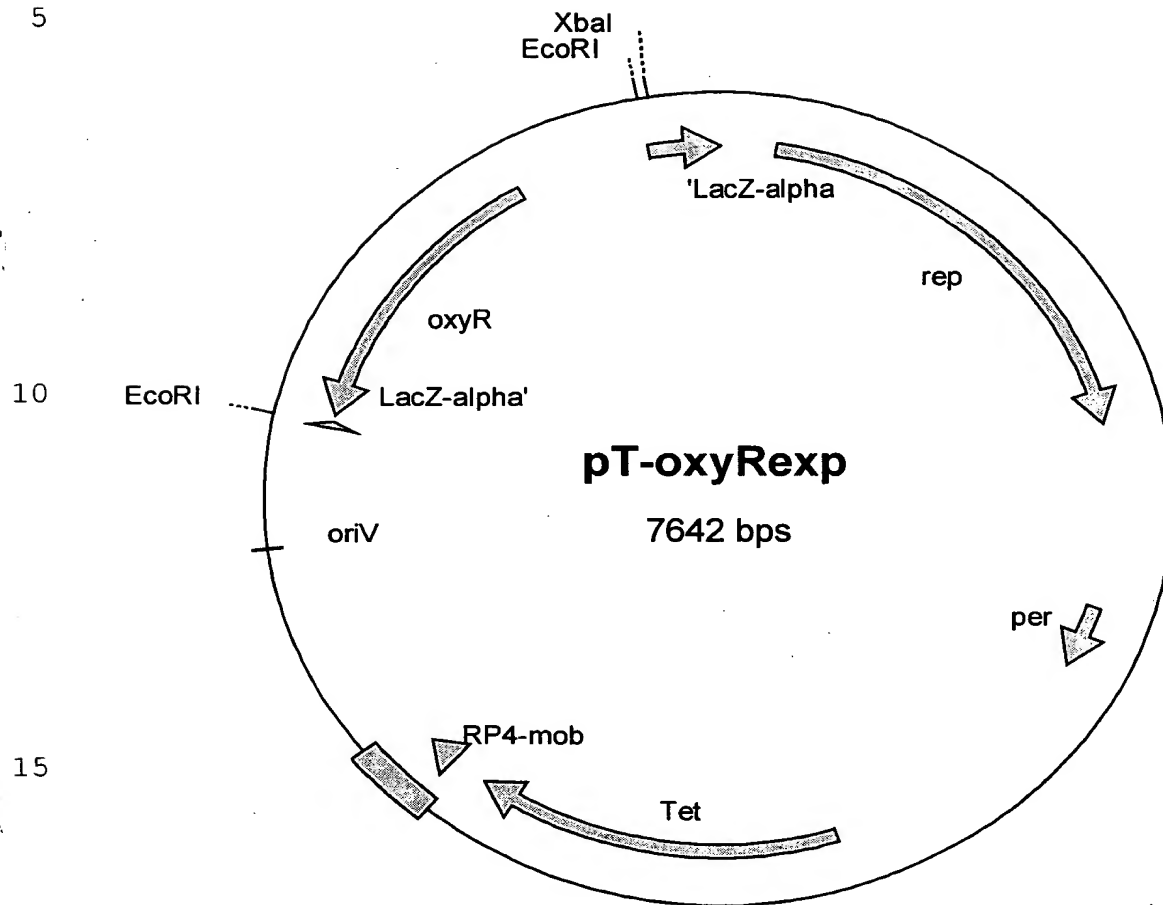 5
XbaI
EcoRI
'LacZ-alpha
rep
oxyR
10
EcoRI
LacZ-alpha'
pT-oxyRexp
7642 bps
oriV
per
RP4-mob
15
Tet